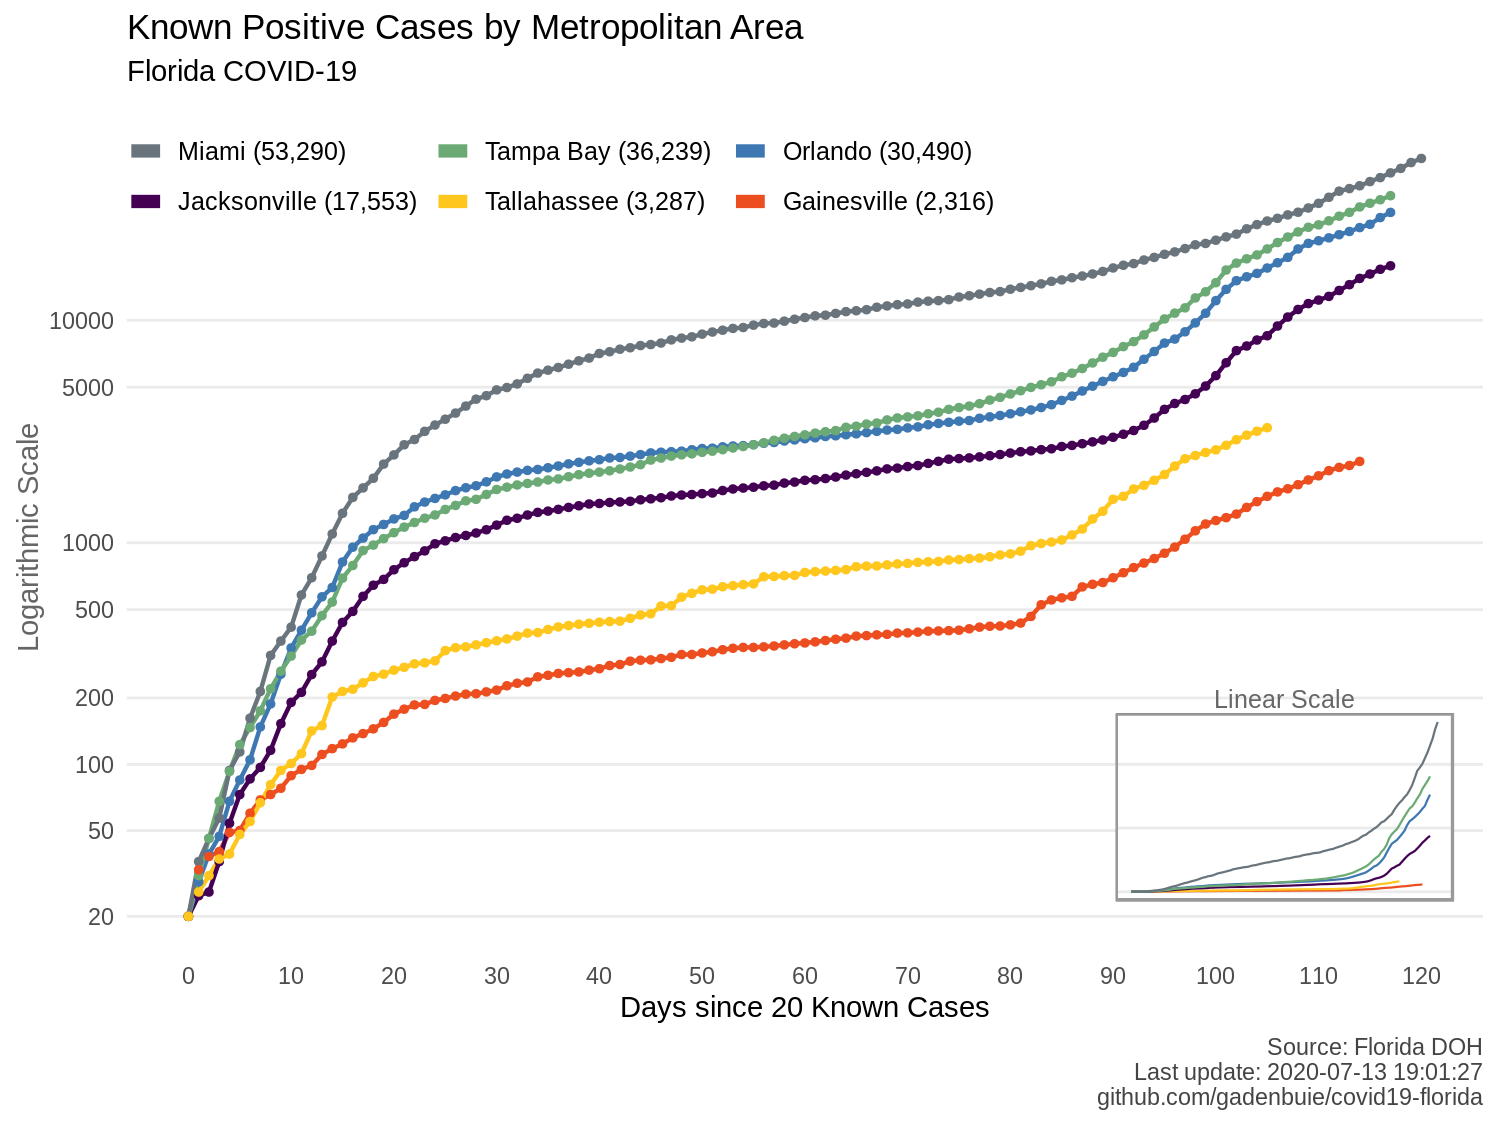 Known Positive Cases by Metropolitan Area
Florida COVID-19
Miami (53,290) Tampa Bay (36,239) Orlando (30,490)
Jacksonville (17,553) Tallahassee (3,287) Gainesville (2,316)
Logarithmic Scale
10000
5000
1000
500
200
100
50
20
Linear Scale
0 10 20 30 40 50 60 70 80 90 100 110 120
Days since 20 Known Cases
Source: Florida DOH
Last update: 2020-07-13 19:01:27
github.com/gadenbuie/covid19-florida